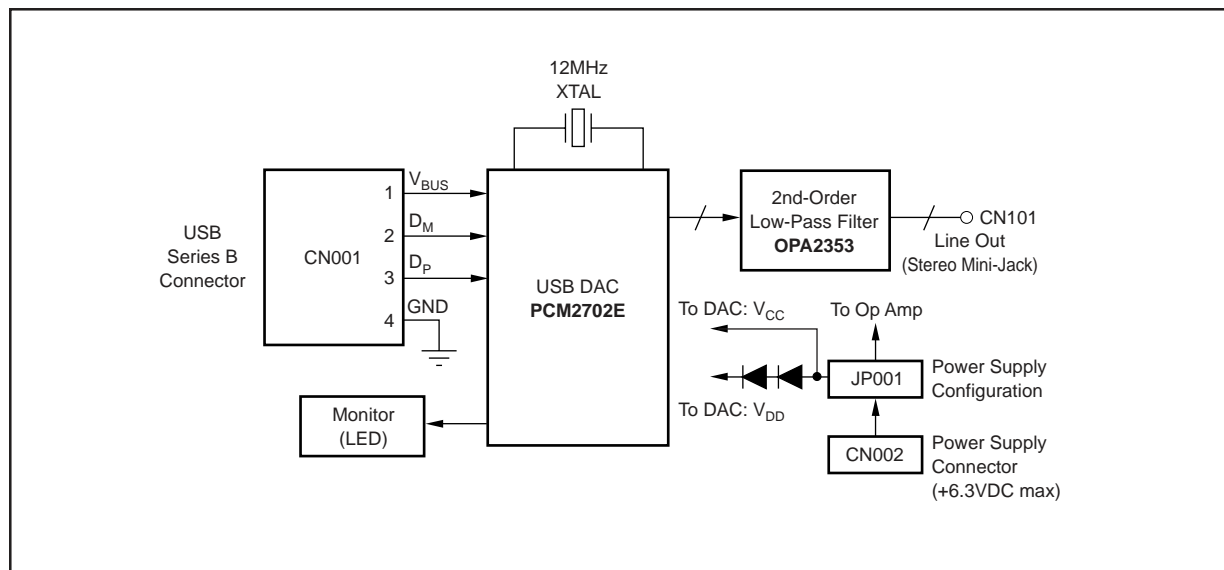 12MHz
XTAL
USB
Series B
Connector
CN001
1
2
3
4
V_BUS
D_M
D_P
GND
USB DAC
PCM2702E
Monitor
(LED)
2nd-Order
Low-Pass Filter
OPA2353
CN101
Line Out
(Stereo Mini-Jack)
To DAC: V_CC
To DAC: V_DD
To Op Amp
JP001
Power Supply
Configuration
CN002
Power Supply
Connector
(+6.3VDC max)